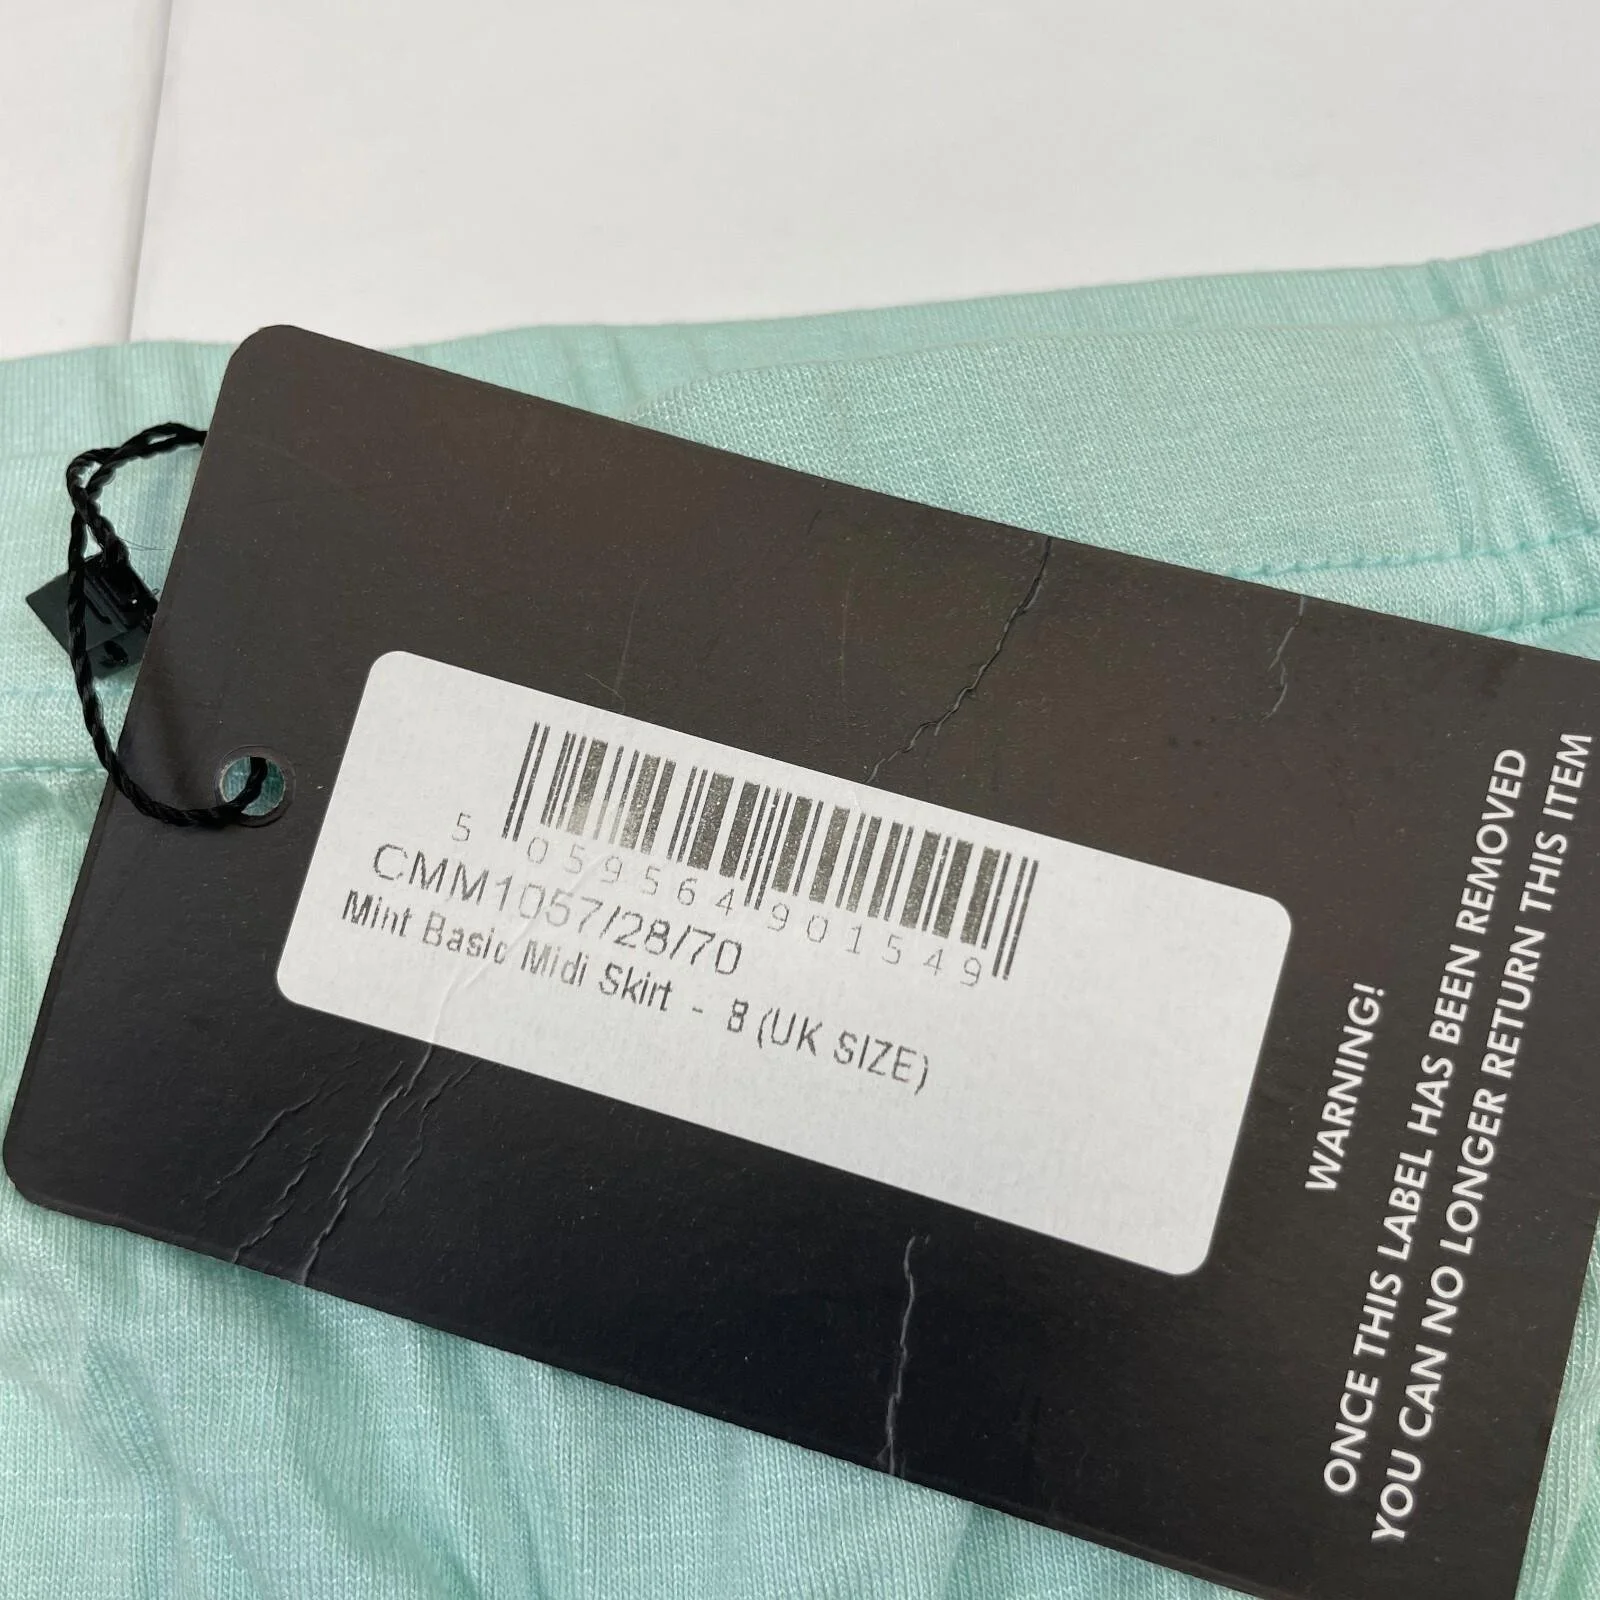 5 059564 901549
CMM1057/28/70
Mint Basic Midi Skirt - 8 (UK SIZE)
WARNING!
ONCE THIS LABEL HAS BEEN REMOVED
YOU CAN NO LONGER RETURN THIS ITEM